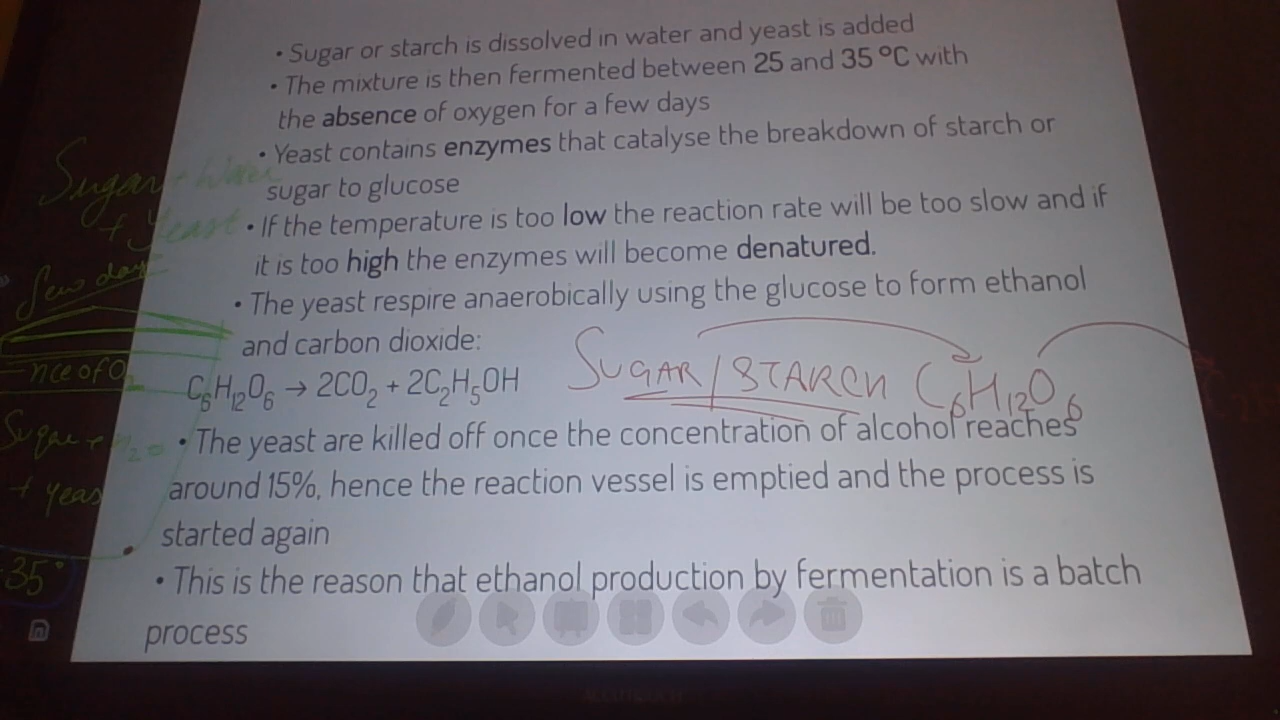 • Sugar or starch is dissolved in water and yeast is added
• The mixture is then fermented between 25 and 35 °C with
the absence of oxygen for a few days
• Yeast contains enzymes that catalyse the breakdown of starch or
sugar to glucose
• If the temperature is too low the reaction rate will be too slow and if
it is too high the enzymes will become denatured.
• The yeast respire anaerobically using the glucose to form ethanol
and carbon dioxide:
C₆H₁₂O₆ → 2CO₂ + 2C₂H₅OH
SUGAR/STARCH C₆H₁₂O₆
• The yeast are killed off once the concentration of alcohol reaches
around 15%, hence the reaction vessel is emptied and the process is
started again
• This is the reason that ethanol production by fermentation is a batch
process
Sugar + Water
+ Yeast
few days
nce of O₂
Sugar + H₂O
+ yeas
35°